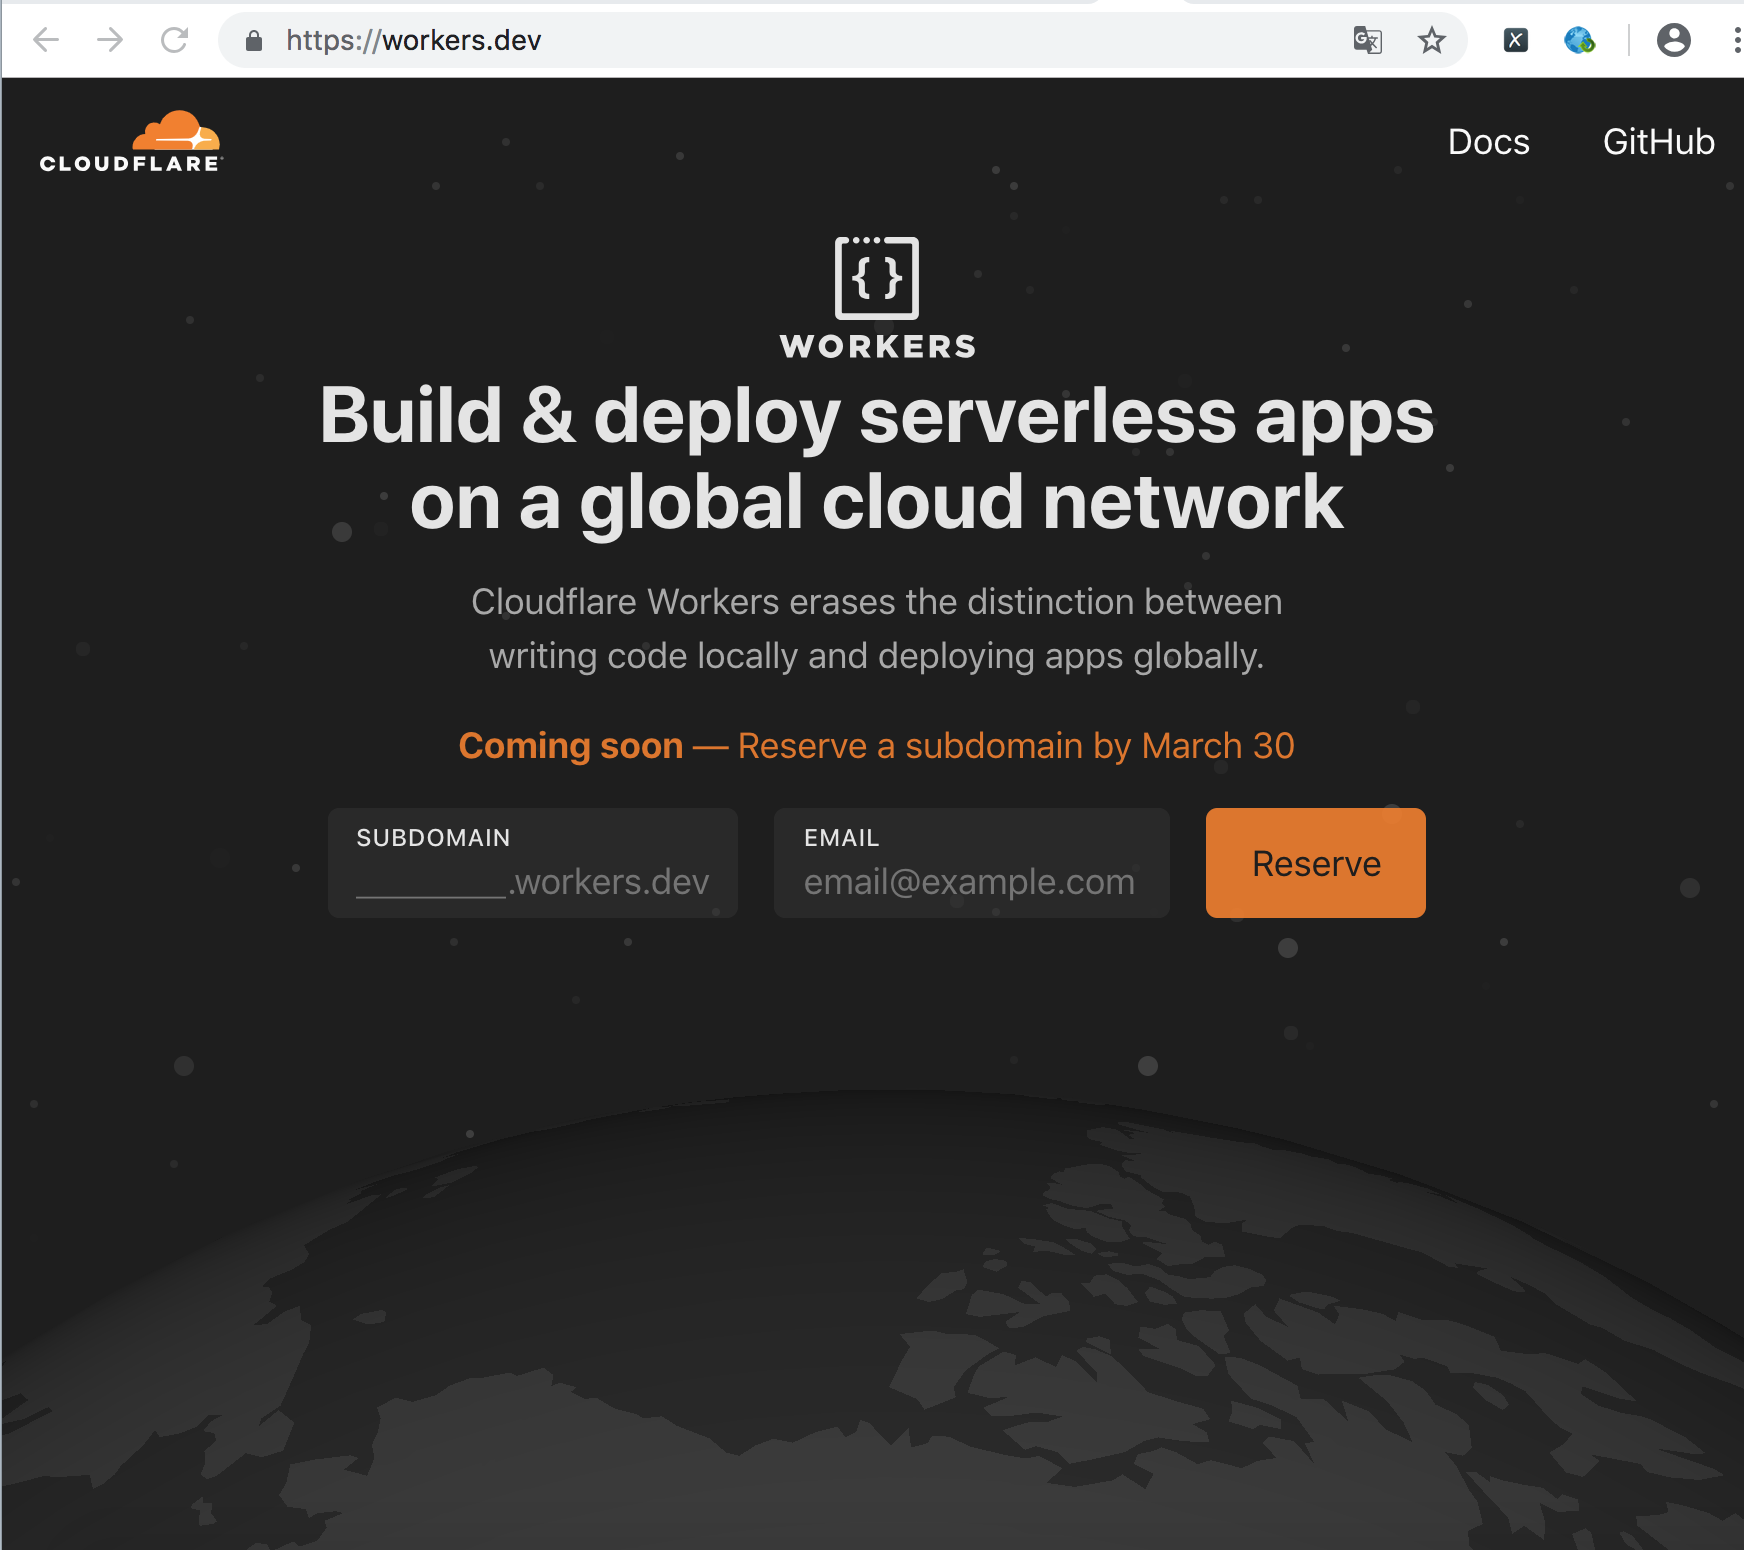 https://workers.dev
CLOUDFLARE
Docs
GitHub
{ }
WORKERS
Build & deploy serverless apps
on a global cloud network
Cloudflare Workers erases the distinction between
writing code locally and deploying apps globally.
Coming soon — Reserve a subdomain by March 30
SUBDOMAIN
__________.workers.dev
EMAIL
email@example.com
Reserve